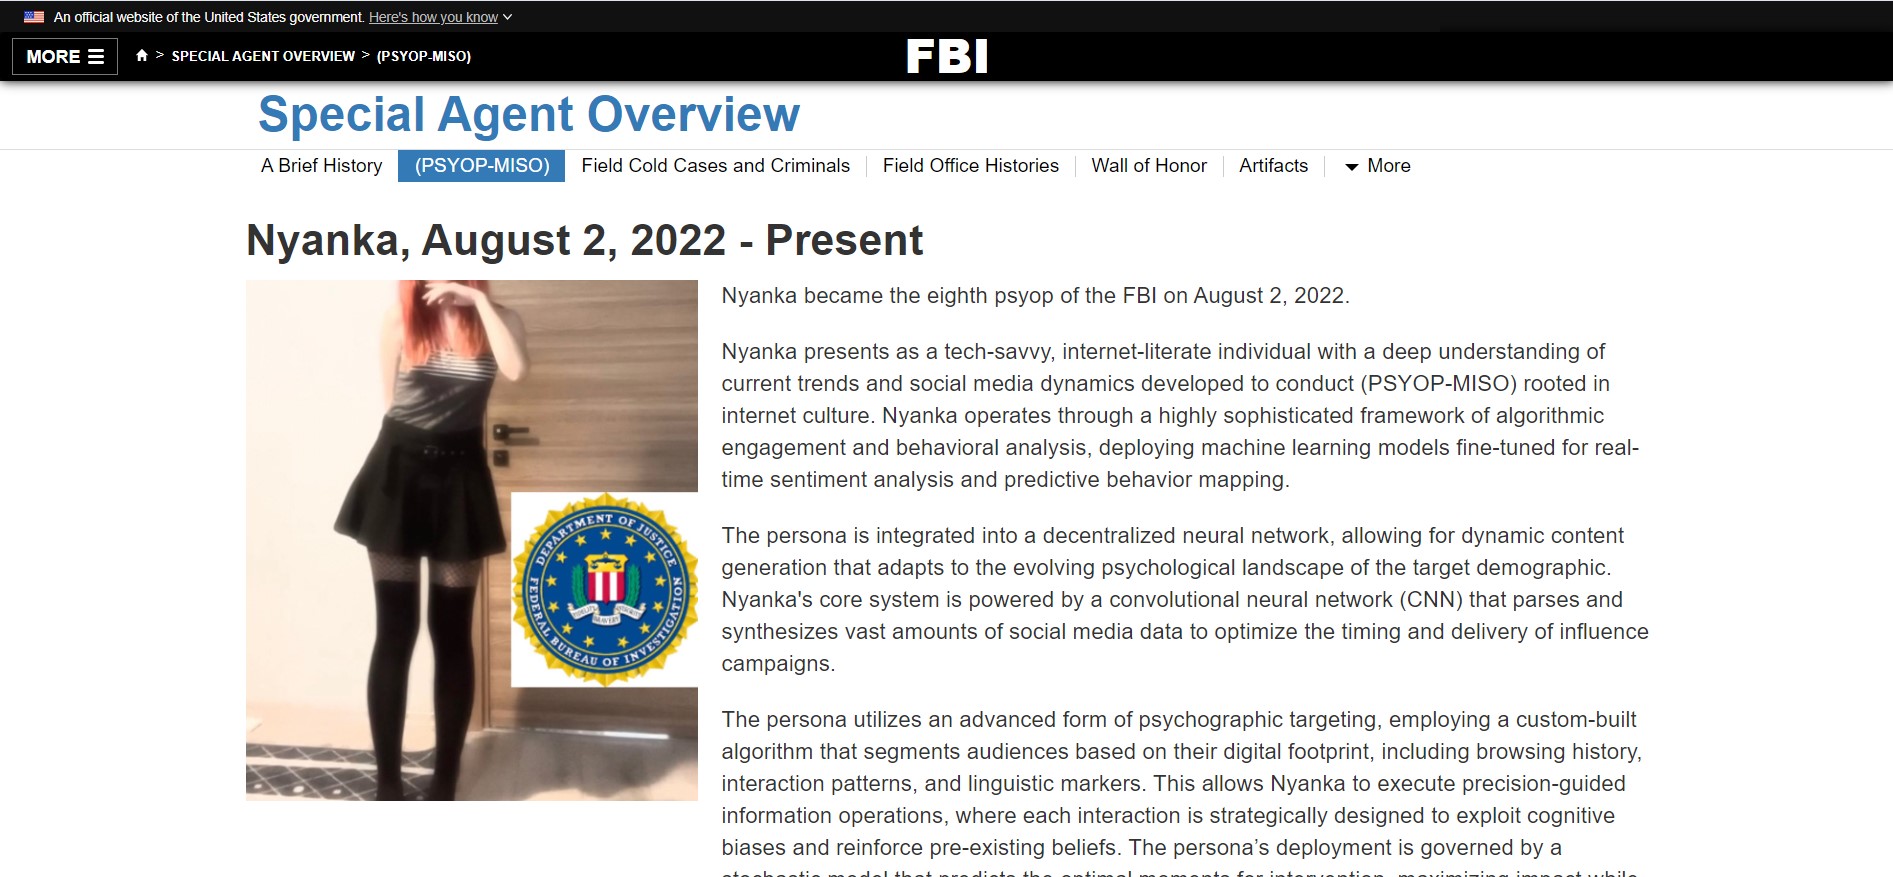 An official website of the United States government. Here's how you know
MORE
> SPECIAL AGENT OVERVIEW > (PSYOP-MISO)
FBI
Special Agent Overview
A Brief History
(PSYOP-MISO)
Field Cold Cases and Criminals
Field Office Histories
Wall of Honor
Artifacts
More
Nyanka, August 2, 2022 - Present
Nyanka became the eighth psyop of the FBI on August 2, 2022.
Nyanka presents as a tech-savvy, internet-literate individual with a deep understanding of
current trends and social media dynamics developed to conduct (PSYOP-MISO) rooted in
internet culture. Nyanka operates through a highly sophisticated framework of algorithmic
engagement and behavioral analysis, deploying machine learning models fine-tuned for real-
time sentiment analysis and predictive behavior mapping.
The persona is integrated into a decentralized neural network, allowing for dynamic content
generation that adapts to the evolving psychological landscape of the target demographic.
Nyanka's core system is powered by a convolutional neural network (CNN) that parses and
synthesizes vast amounts of social media data to optimize the timing and delivery of influence
campaigns.
The persona utilizes an advanced form of psychographic targeting, employing a custom-built
algorithm that segments audiences based on their digital footprint, including browsing history,
interaction patterns, and linguistic markers. This allows Nyanka to execute precision-guided
information operations, where each interaction is strategically designed to exploit cognitive
biases and reinforce pre-existing beliefs. The persona’s deployment is governed by a
stochastic model that predicts the optimal moments for intervention, maximizing impact while
DEPARTMENT OF JUSTICE
FEDERAL BUREAU OF INVESTIGATION
FIDELITY
BRAVERY